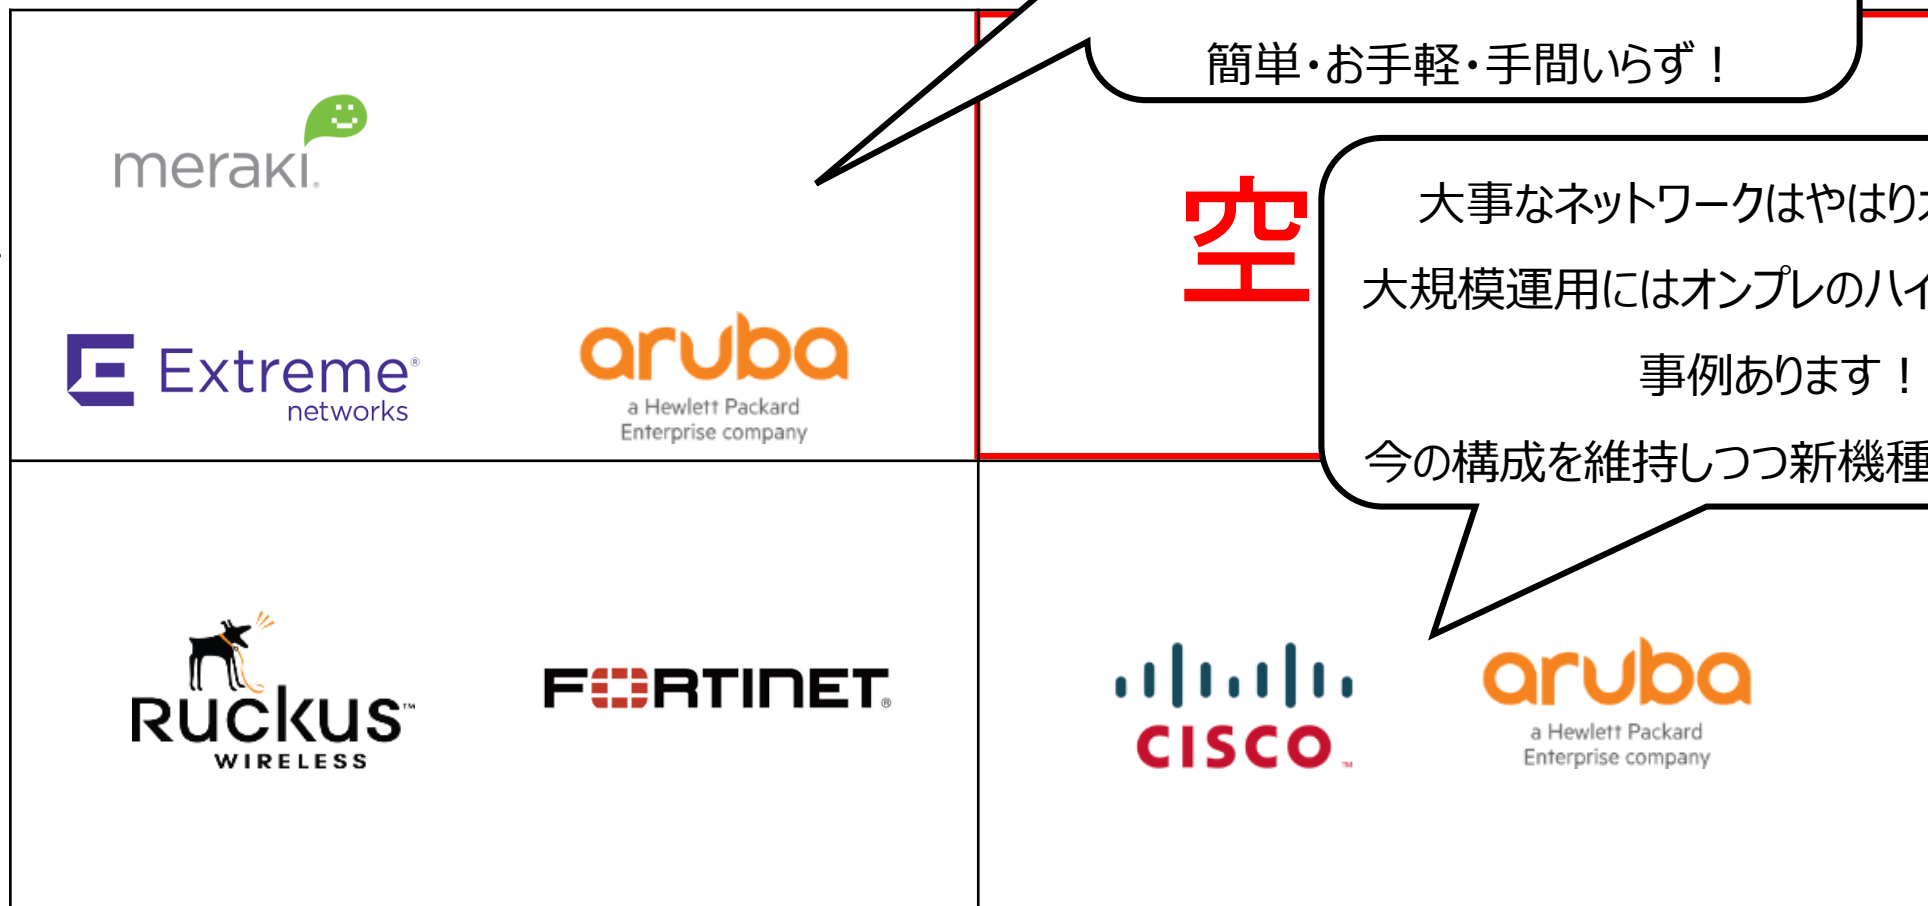 簡単・お手軽・手間いらず！
meraki.
空
大事なネットワークはやはり
大規模運用にはオンプレのハイ
事例あります！
今の構成を維持しつつ新機種
Extreme®
networks
aruba
a Hewlett Packard
Enterprise company
Ruckus™
WIRELESS
FORTINET®
CISCO™
aruba
a Hewlett Packard
Enterprise company